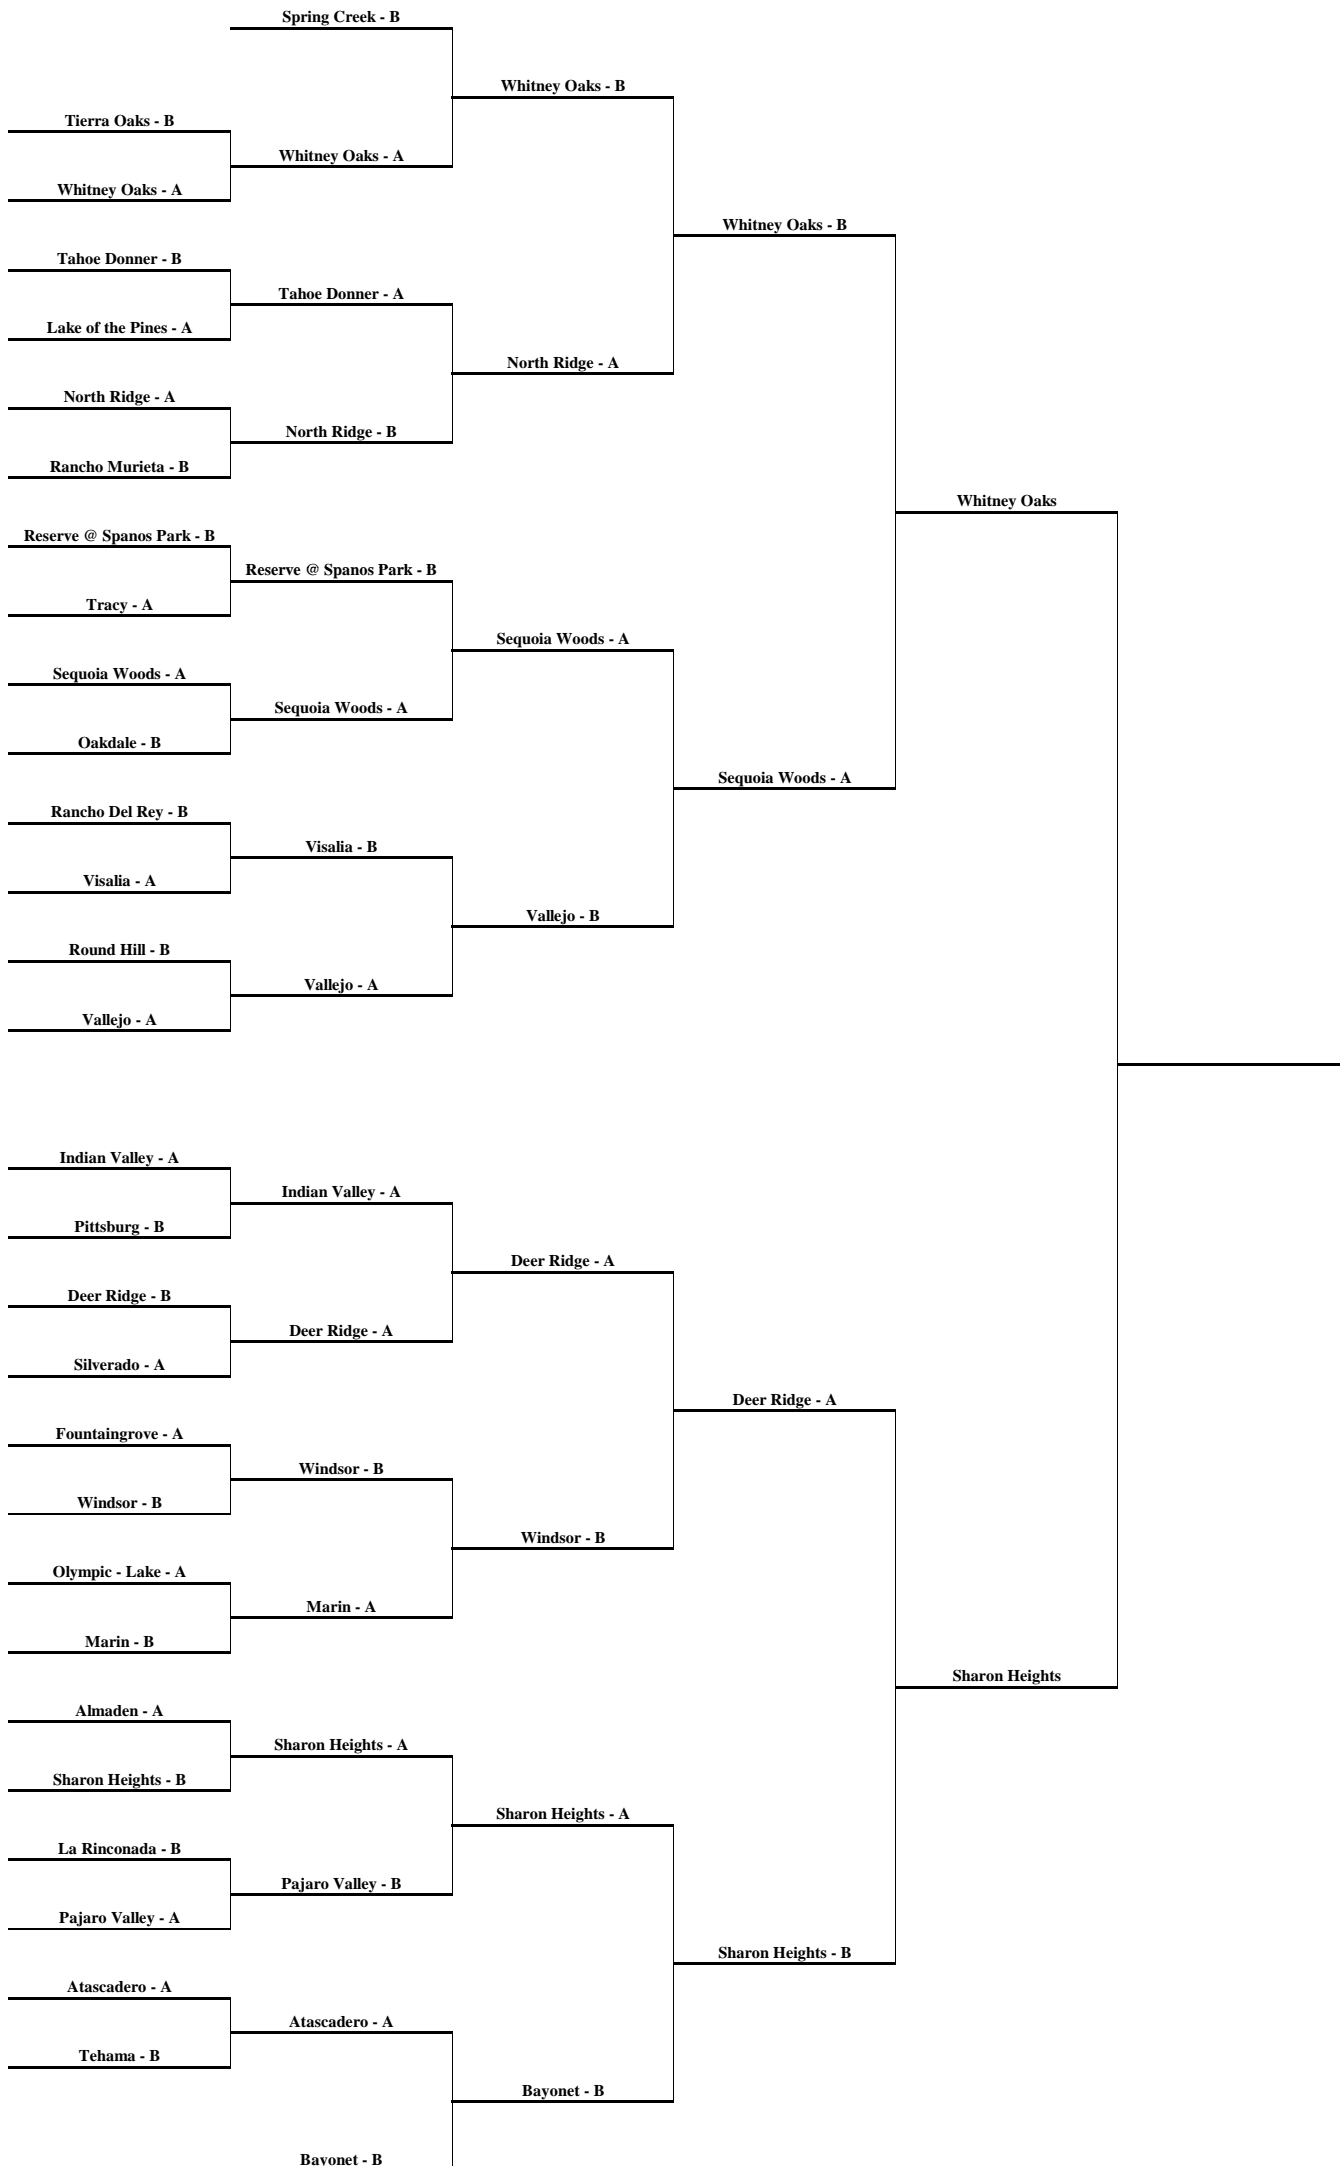 Spring Creek - B
Whitney Oaks - B
Tierra Oaks - B
Whitney Oaks - A
Whitney Oaks - A
Whitney Oaks - B
Tahoe Donner - B
Tahoe Donner - A
Lake of the Pines - A
North Ridge - A
North Ridge - A
North Ridge - B
Rancho Murieta - B
Whitney Oaks
Reserve @ Spanos Park - B
Reserve @ Spanos Park - B
Tracy - A
Sequoia Woods - A
Sequoia Woods - A
Sequoia Woods - A
Oakdale - B
Sequoia Woods - A
Rancho Del Rey - B
Visalia - B
Visalia - A
Vallejo - B
Round Hill - B
Vallejo - A
Vallejo - A
Indian Valley - A
Indian Valley - A
Pittsburg - B
Deer Ridge - A
Deer Ridge - B
Deer Ridge - A
Silverado - A
Deer Ridge - A
Fountaingrove - A
Windsor - B
Windsor - B
Windsor - B
Olympic - Lake - A
Marin - A
Marin - B
Sharon Heights
Almaden - A
Sharon Heights - A
Sharon Heights - B
Sharon Heights - A
La Rinconada - B
Pajaro Valley - B
Pajaro Valley - A
Sharon Heights - B
Atascadero - A
Atascadero - A
Tehama - B
Bayonet - B
Bayonet - B